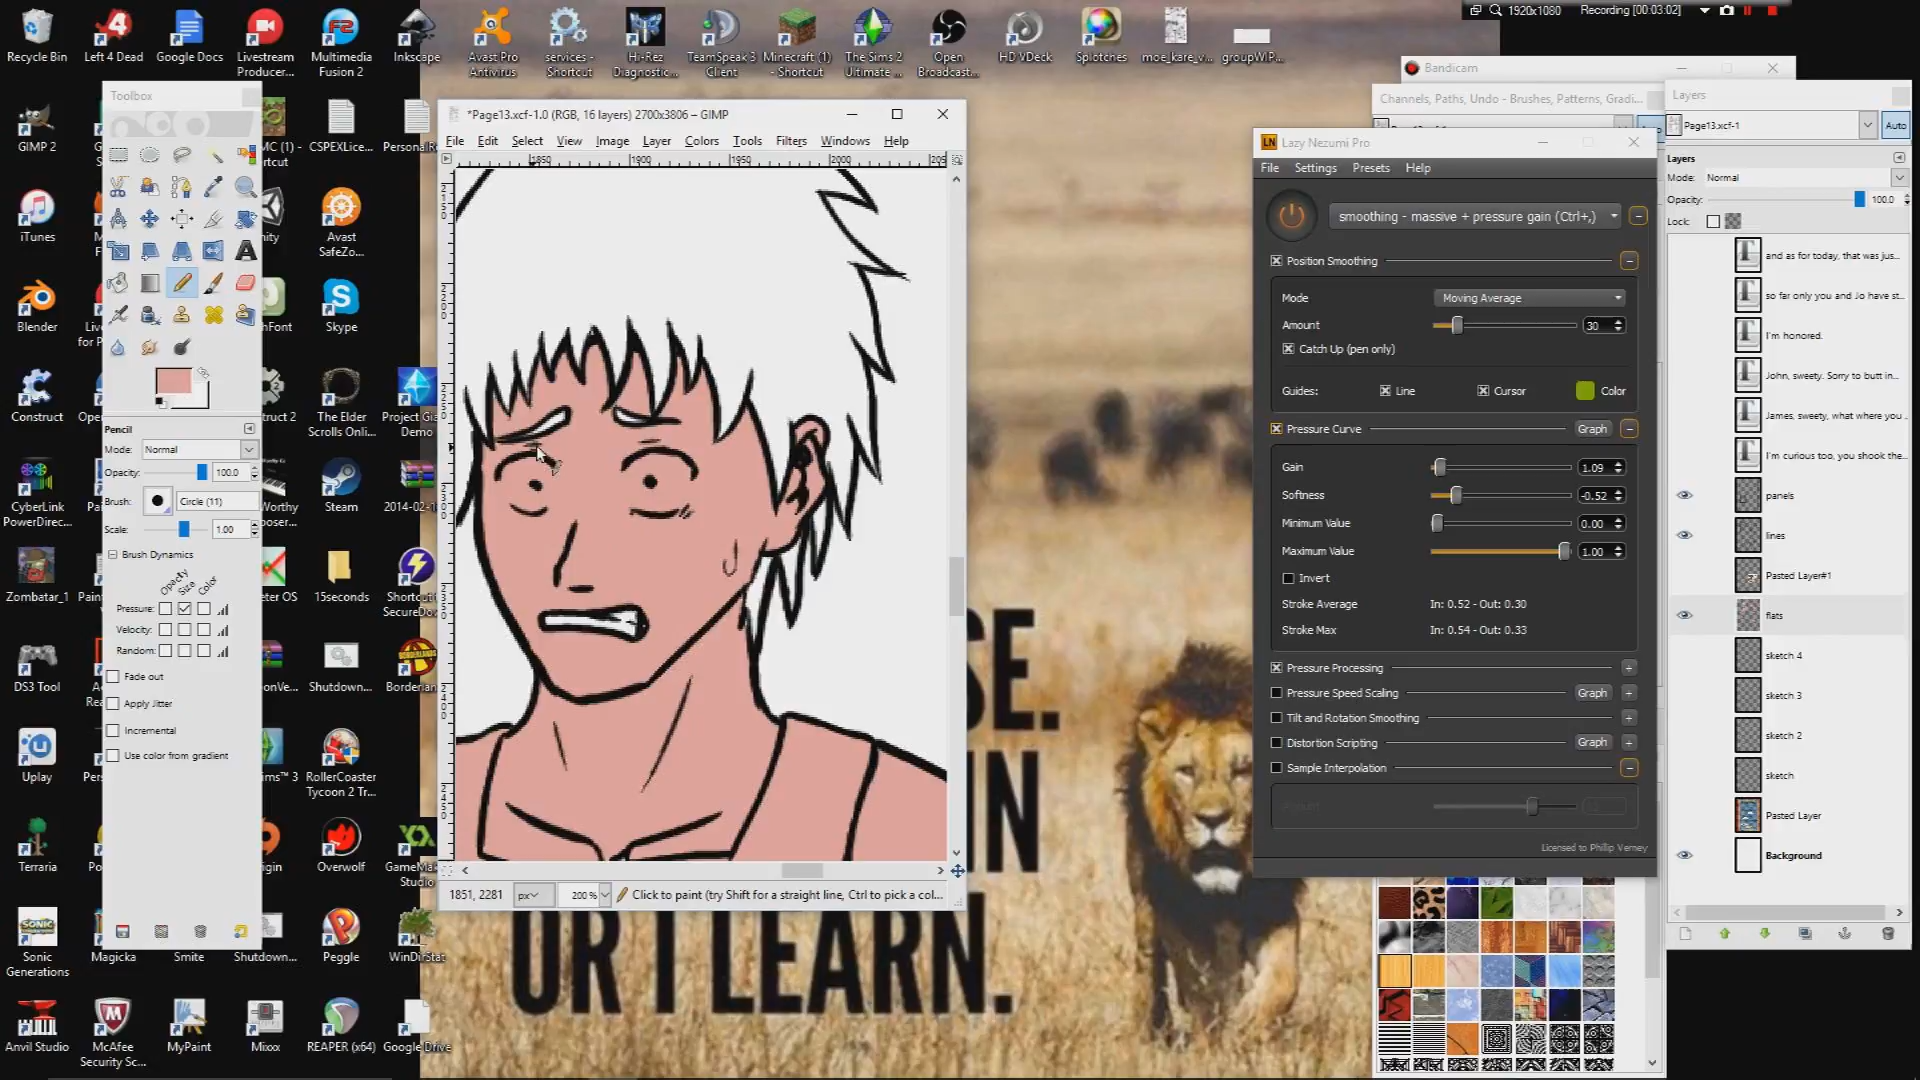 1920x1080 Recording [00:03:02]
Recycle Bin
Left 4 Dead
Google Docs
Livestream Producer...
Multimedia Fusion 2
Inkscape
Avast Pro Antivirus
services - Shortcut
Hi-Rez Diagnostic...
TeamSpeak 3 Client
Minecraft (1) - Shortcut
The Sims 2 Ultimate ...
Open Broadcast...
HD VDeck
Splotches
moe_kare_v...
groupWIP...
GIMP 2
CSPEXLice...
iTunes
Avast SafeZo...
Blender
Skype
Construct
The Elder Scrolls Onli...
Project Gia Demo
CyberLink PowerDirec...
Steam
Zombatar_1
15seconds
DS3 Tool
Shutdown...
Uplay
RollerCoaster Tycoon 2 Tr...
Terraria
Overwolf
Sonic Generations
Magicka
Smite
Shutdown...
Peggle
WinDirStat
Anvil Studio
McAfee Security Sc...
MyPaint
Mixxx
REAPER (x64)
Google Drive
Toolbox
Pencil
Mode: Normal
Opacity: 100.0
Brush: Circle (11)
Scale: 1.00
Brush Dynamics
Opacity Size Color
Pressure:
Velocity:
Random:
Fade out
Apply Jitter
Incremental
Use color from gradient
*Page13.xcf-1.0 (RGB, 16 layers) 2700x3806 – GIMP
File Edit Select View Image Layer Colors Tools Filters Windows Help
1850 1900 1950 2000 205
1851, 2281 px 200 % Click to paint (try Shift for a straight line, Ctrl to pick a col...
SE.
IN
OR I LEARN.
Bandicam
Channels, Paths, Undo - Brushes, Patterns, Gradi...
Lazy Nezumi Pro
File Settings Presets Help
smoothing - massive + pressure gain (Ctrl+,)
Position Smoothing
Mode Moving Average
Amount 30
Catch Up (pen only)
Guides: Line Cursor Color
Pressure Curve Graph
Gain 1.09
Softness -0.52
Minimum Value 0.00
Maximum Value 1.00
Invert
Stroke Average In: 0.52 - Out: 0.30
Stroke Max In: 0.54 - Out: 0.33
Pressure Processing
Pressure Speed Scaling Graph
Tilt and Rotation Smoothing
Distortion Scripting Graph
Sample Interpolation
Amount
Licensed to Phillip Verney
Layers
Page13.xcf-1 Auto
Layers
Mode: Normal
Opacity: 100.0
Lock:
and as for today, that was jus...
so far only you and Jo have st...
I'm honored.
John, sweety. Sorry to butt in...
James, sweety, what where you
I'm curious too, you shook the...
panels
lines
Pasted Layer#1
flats
sketch 4
sketch 3
sketch 2
sketch
Pasted Layer
Background